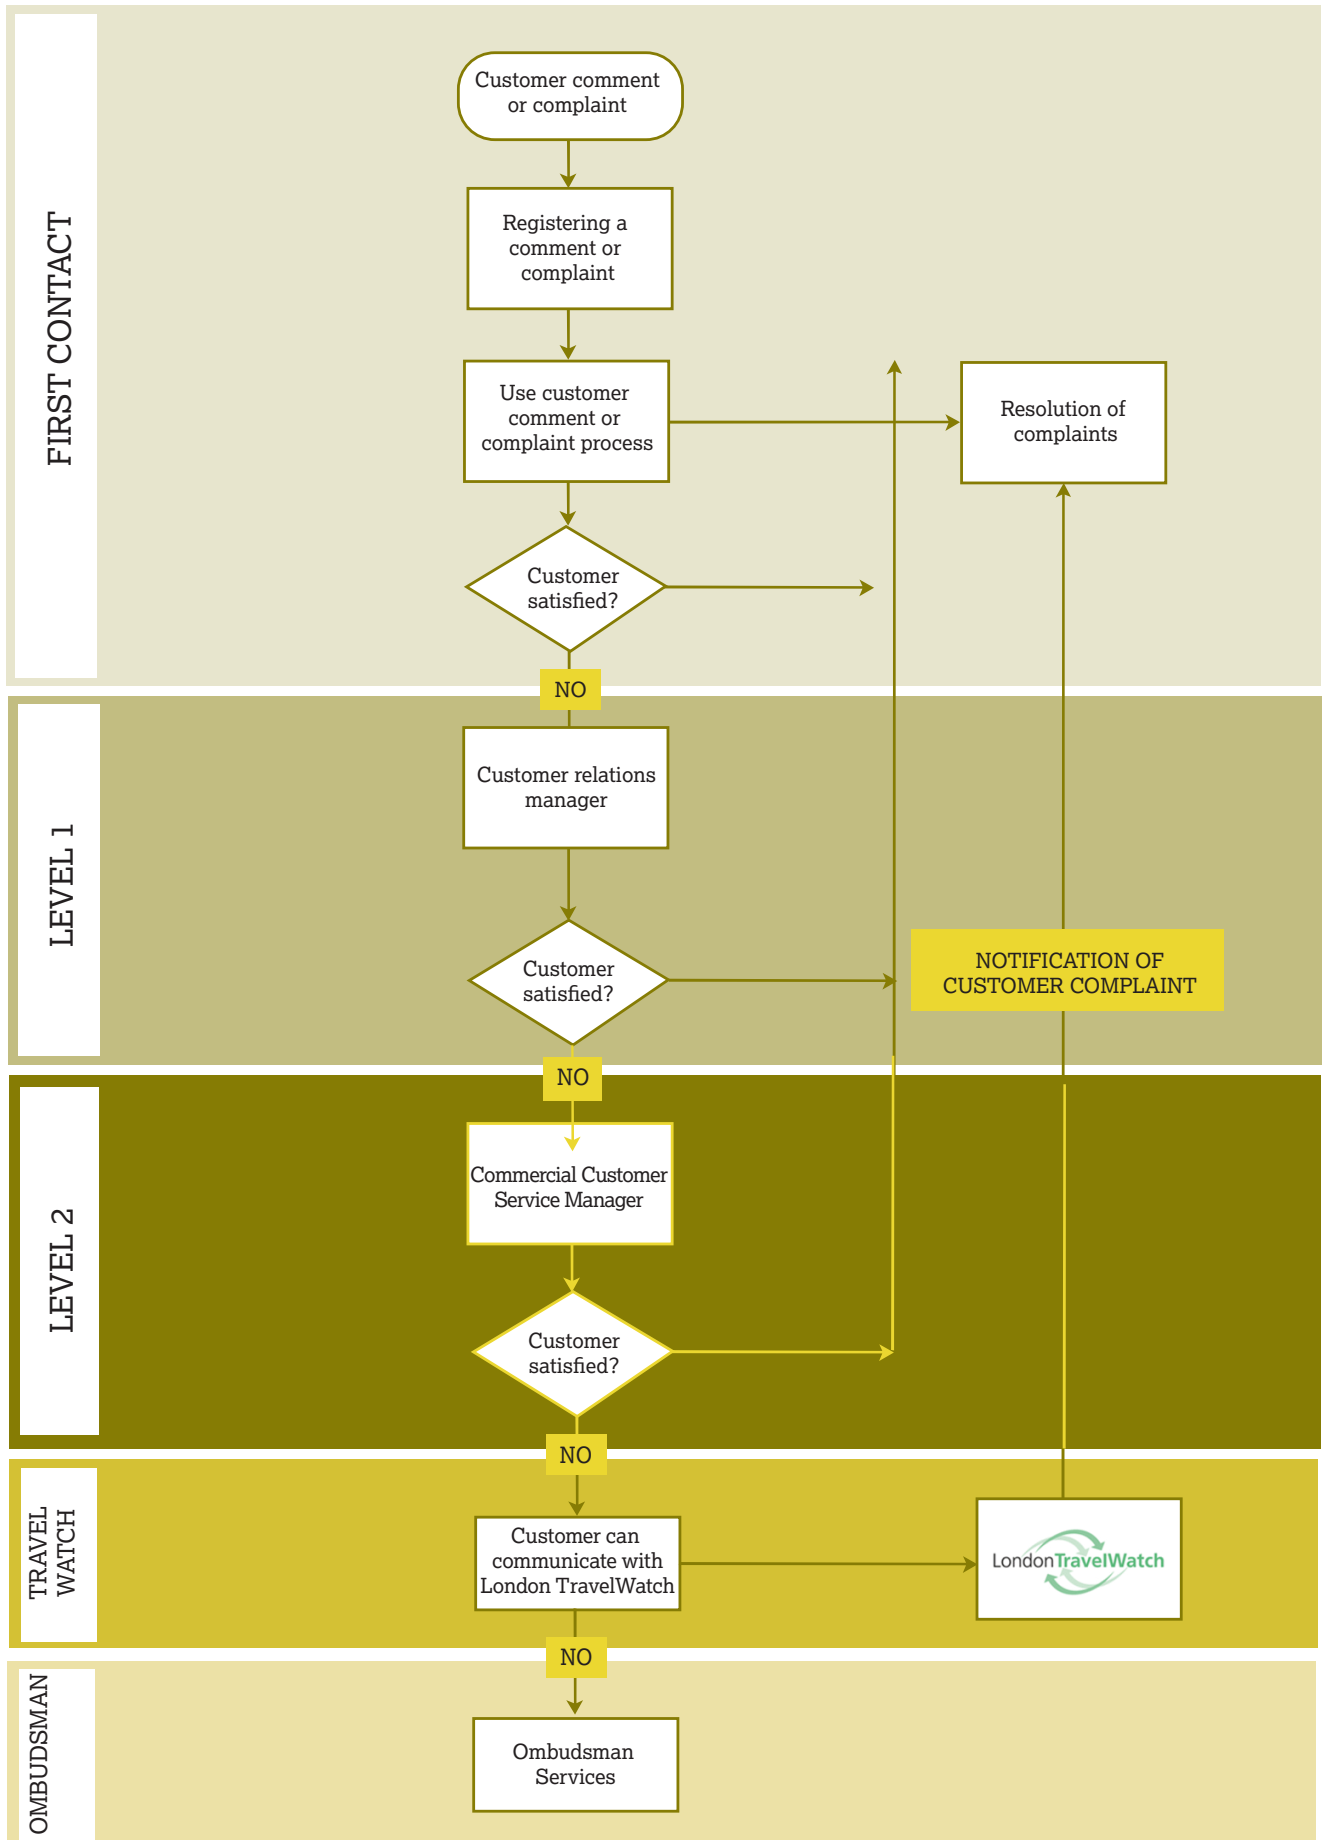 FIRST CONTACT
Customer comment
or complaint
Registering a
comment or
complaint
Use customer
comment or
complaint process
Resolution of
complaints
Customer
satisfied?
NO
LEVEL 1
Customer relations
manager
Customer
satisfied?
NOTIFICATION OF
CUSTOMER COMPLAINT
NO
LEVEL 2
Commercial Customer
Service Manager
Customer
satisfied?
NO
TRAVEL
WATCH
Customer can
communicate with
London TravelWatch
London TravelWatch
NO
OMBUDSMAN
Ombudsman
Services